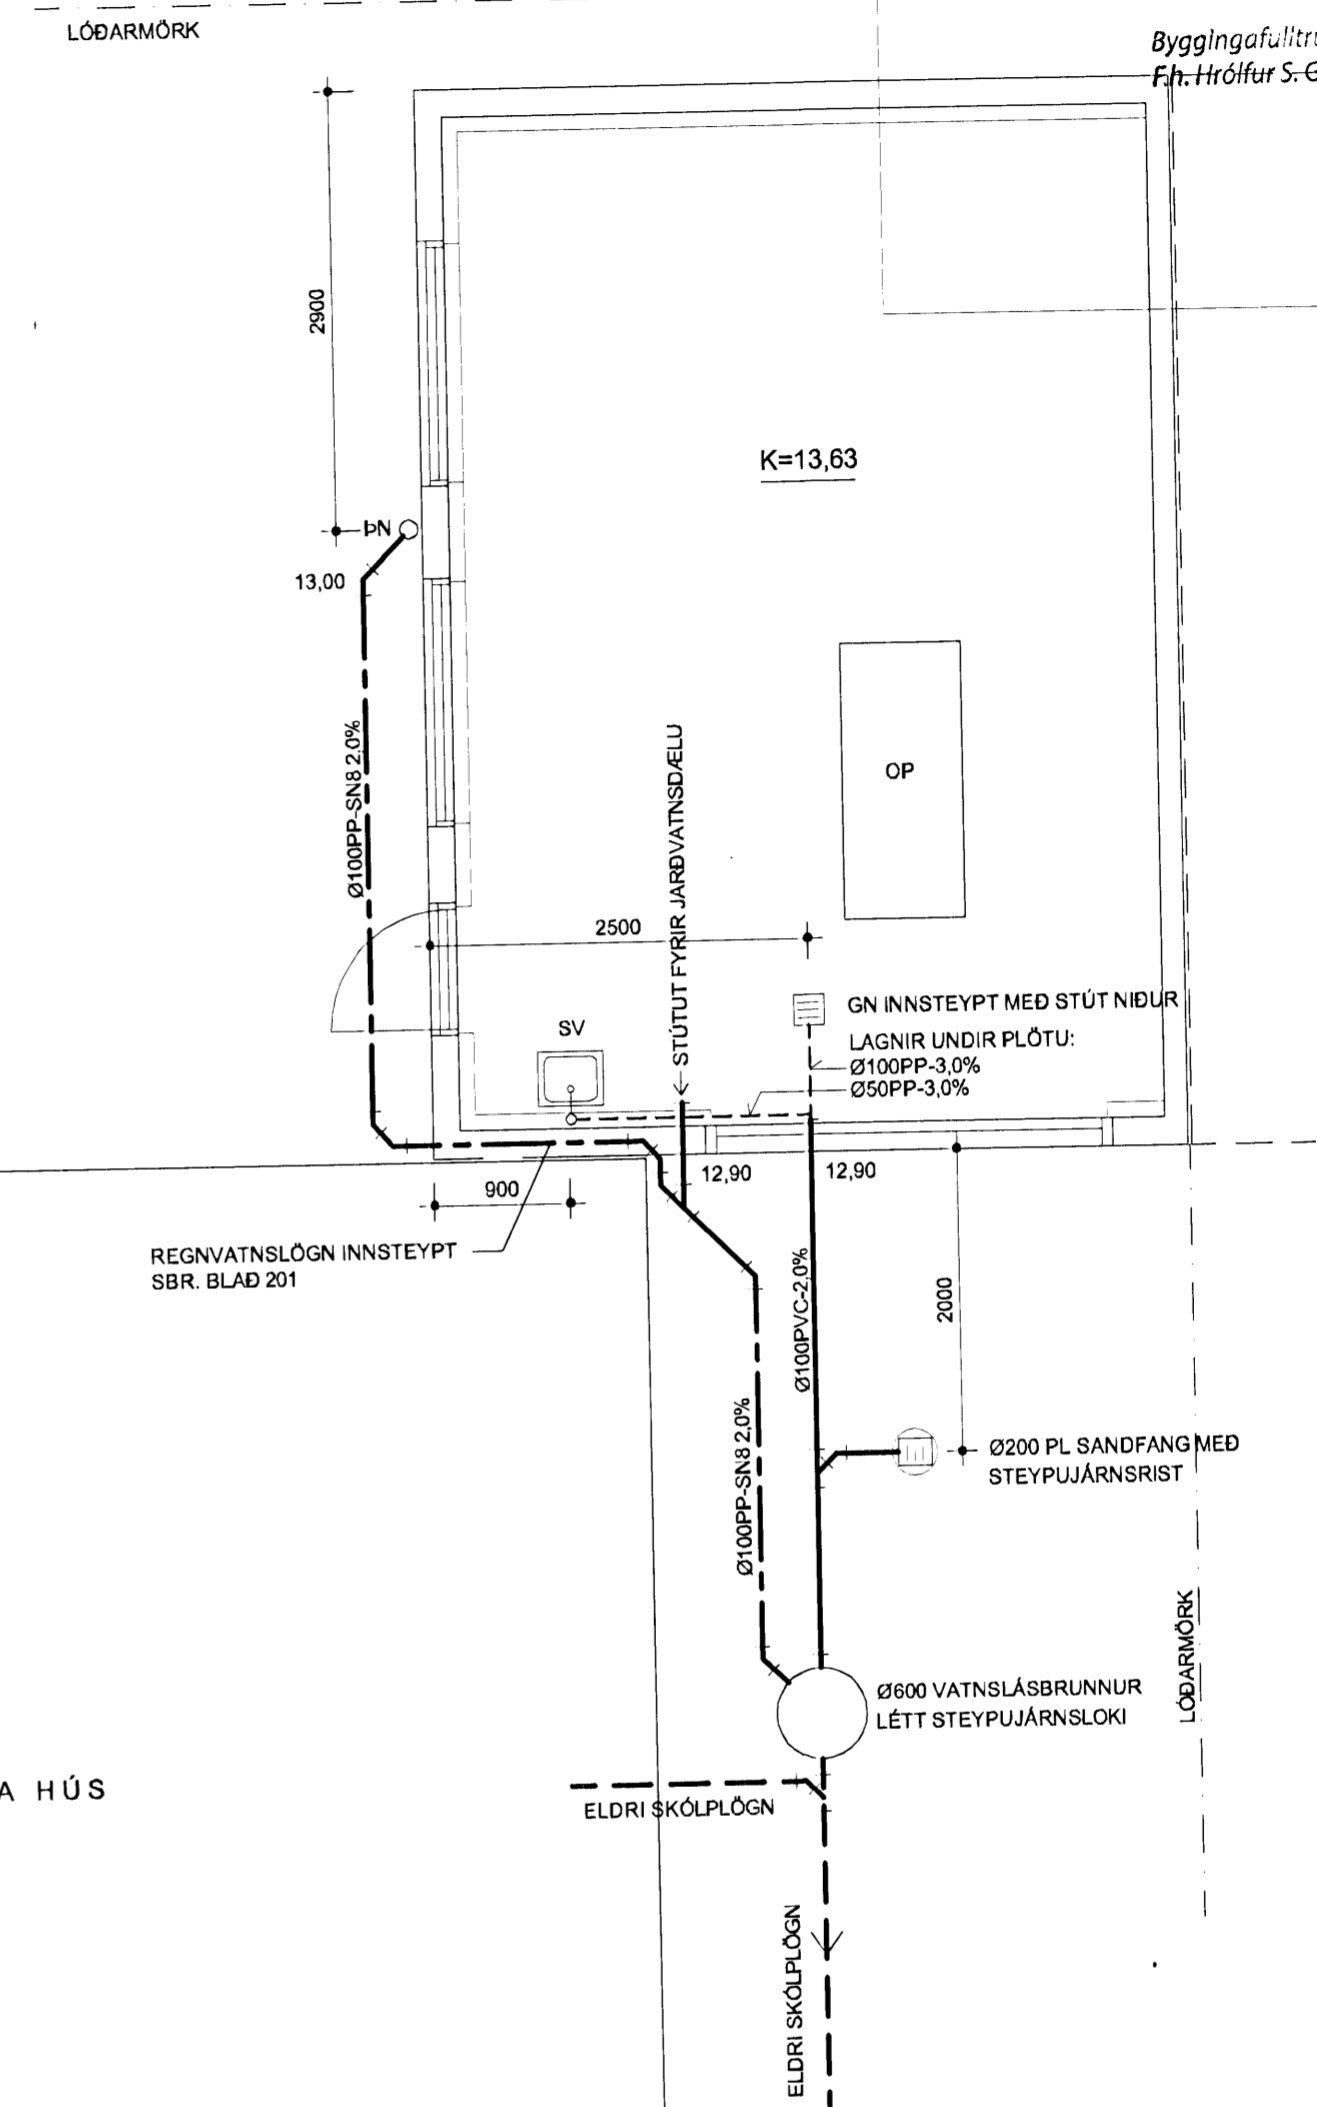 LÓÐARMÖRK
Byggingafulltrú
F.h. Hrólfur S. G
2900
K=13,63
ÞN
13,00
Ø100PP-SN8 2,0%
STÚTUT FYRIR JARÐVATNSDÆLU
OP
2500
GN INNSTEYPT MEÐ STÚT NIÐUR
LAGNIR UNDIR PLÖTU:
Ø100PP-3,0%
Ø50PP-3,0%
SV
12,90
12,90
900
REGNVATNSLÖGN INNSTEYPT
SBR. BLAÐ 201
Ø100PVC-2,0%
2000
Ø100PP-SN8 2,0%
Ø200 PL SANDFANG MEÐ
STEYPUJÁRNSRIST
LÓÐARMÖRK
Ø600 VATNSLÁSBRUNNUR
LÉTT STEYPUJÁRNSLOKI
A HÚS
ELDRI SKÓLPLÖGN
ELDRI SKÓLPLÖGN